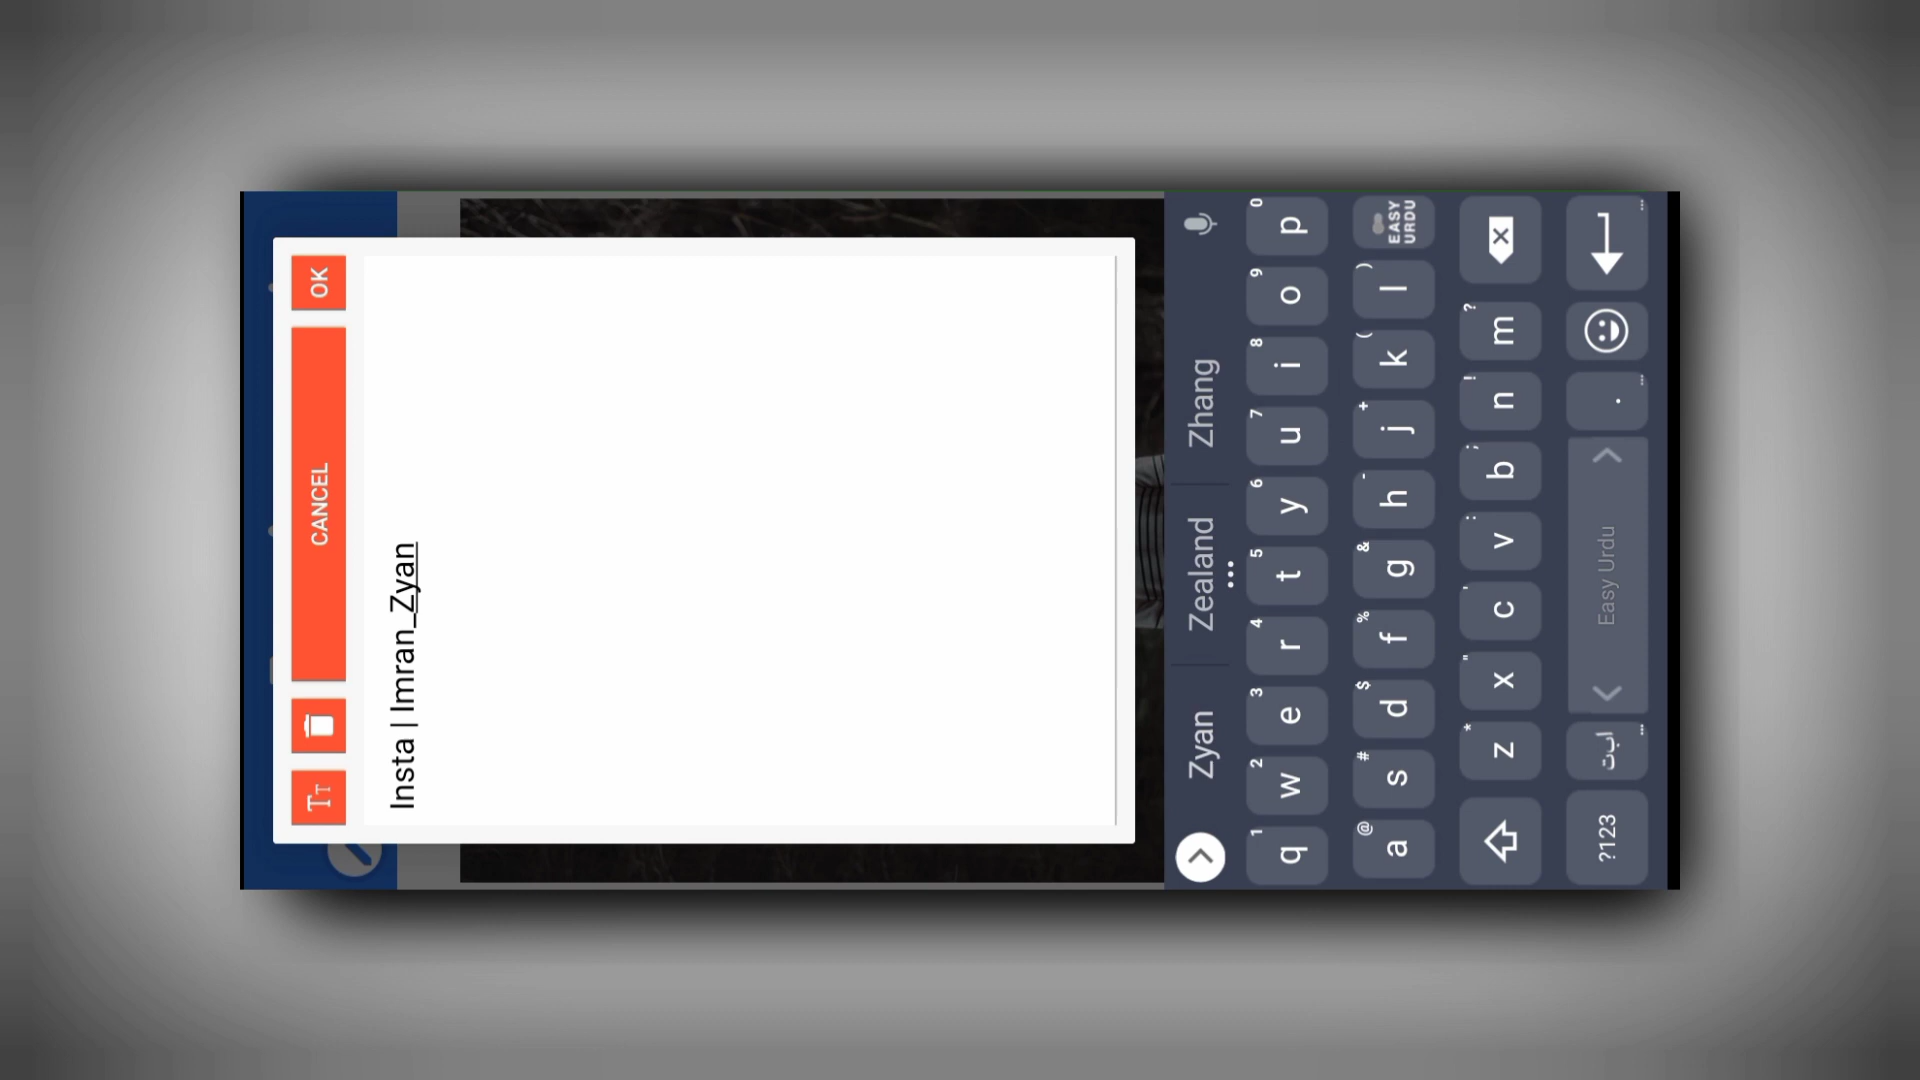 Tт CANCEL OK
Insta | Imran_Zyan
Zyan Zealand Zhang
q 1 w 2 e 3 r 4 t 5 y 6 u 7 i 8 o 9 p 0
a @ s # d $ f % g & h - j + k ( l ) EASY URDU
z * x " c ' v : b ; n ! m ?
?123 ا ب ت Easy Urdu .